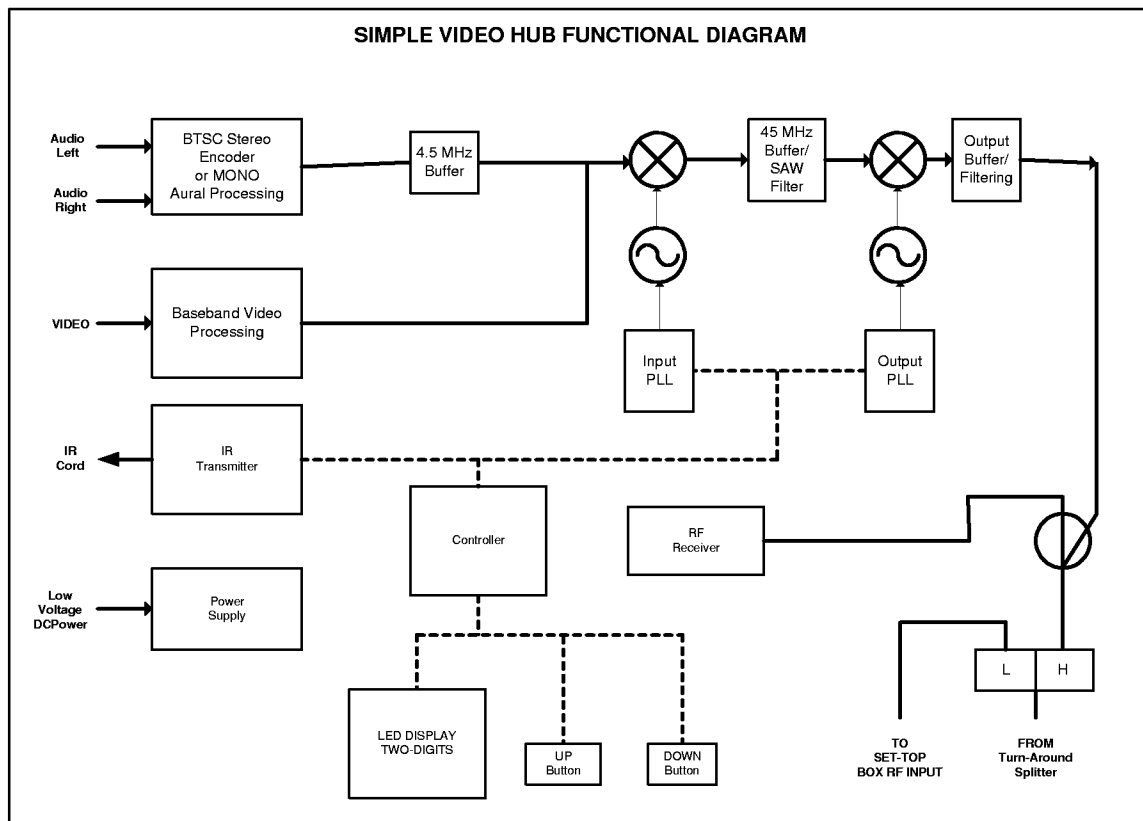 SIMPLE VIDEO HUB FUNCTIONAL DIAGRAM
Audio
Left
Audio
Right
BTSC Stereo
Encoder
or MONO
Aural Processing
4.5 MHz
Buffer
45 MHz
Buffer/
SAW
Filter
Output
Buffer/
Filtering
VIDEO
Baseband Video
Processing
Input
PLL
Output
PLL
IR
Cord
IR
Transmitter
Controller
RF
Receiver
Low
Voltage
DCPower
Power
Supply
L
H
LED DISPLAY
TWO-DIGITS
UP
Button
DOWN
Button
TO
SET-TOP
BOX RF INPUT
FROM
Turn-Around
Splitter